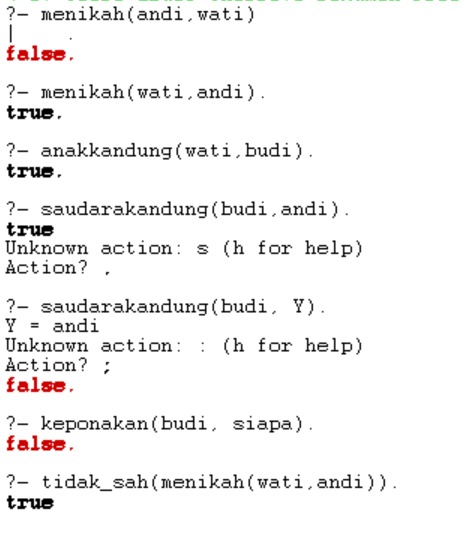 ?- menikah(andi,wati)
|    .
false.
?- menikah(wati,andi).
true.
?- anakkandung(wati,budi).
true.
?- saudarakandung(budi,andi).
true
Unknown action: s (h for help)
Action? ,
?- saudarakandung(budi, Y).
Y = andi
Unknown action: : (h for help)
Action? ;
false.
?- keponakan(budi, siapa).
false.
?- tidak_sah(menikah(wati,andi)).
true